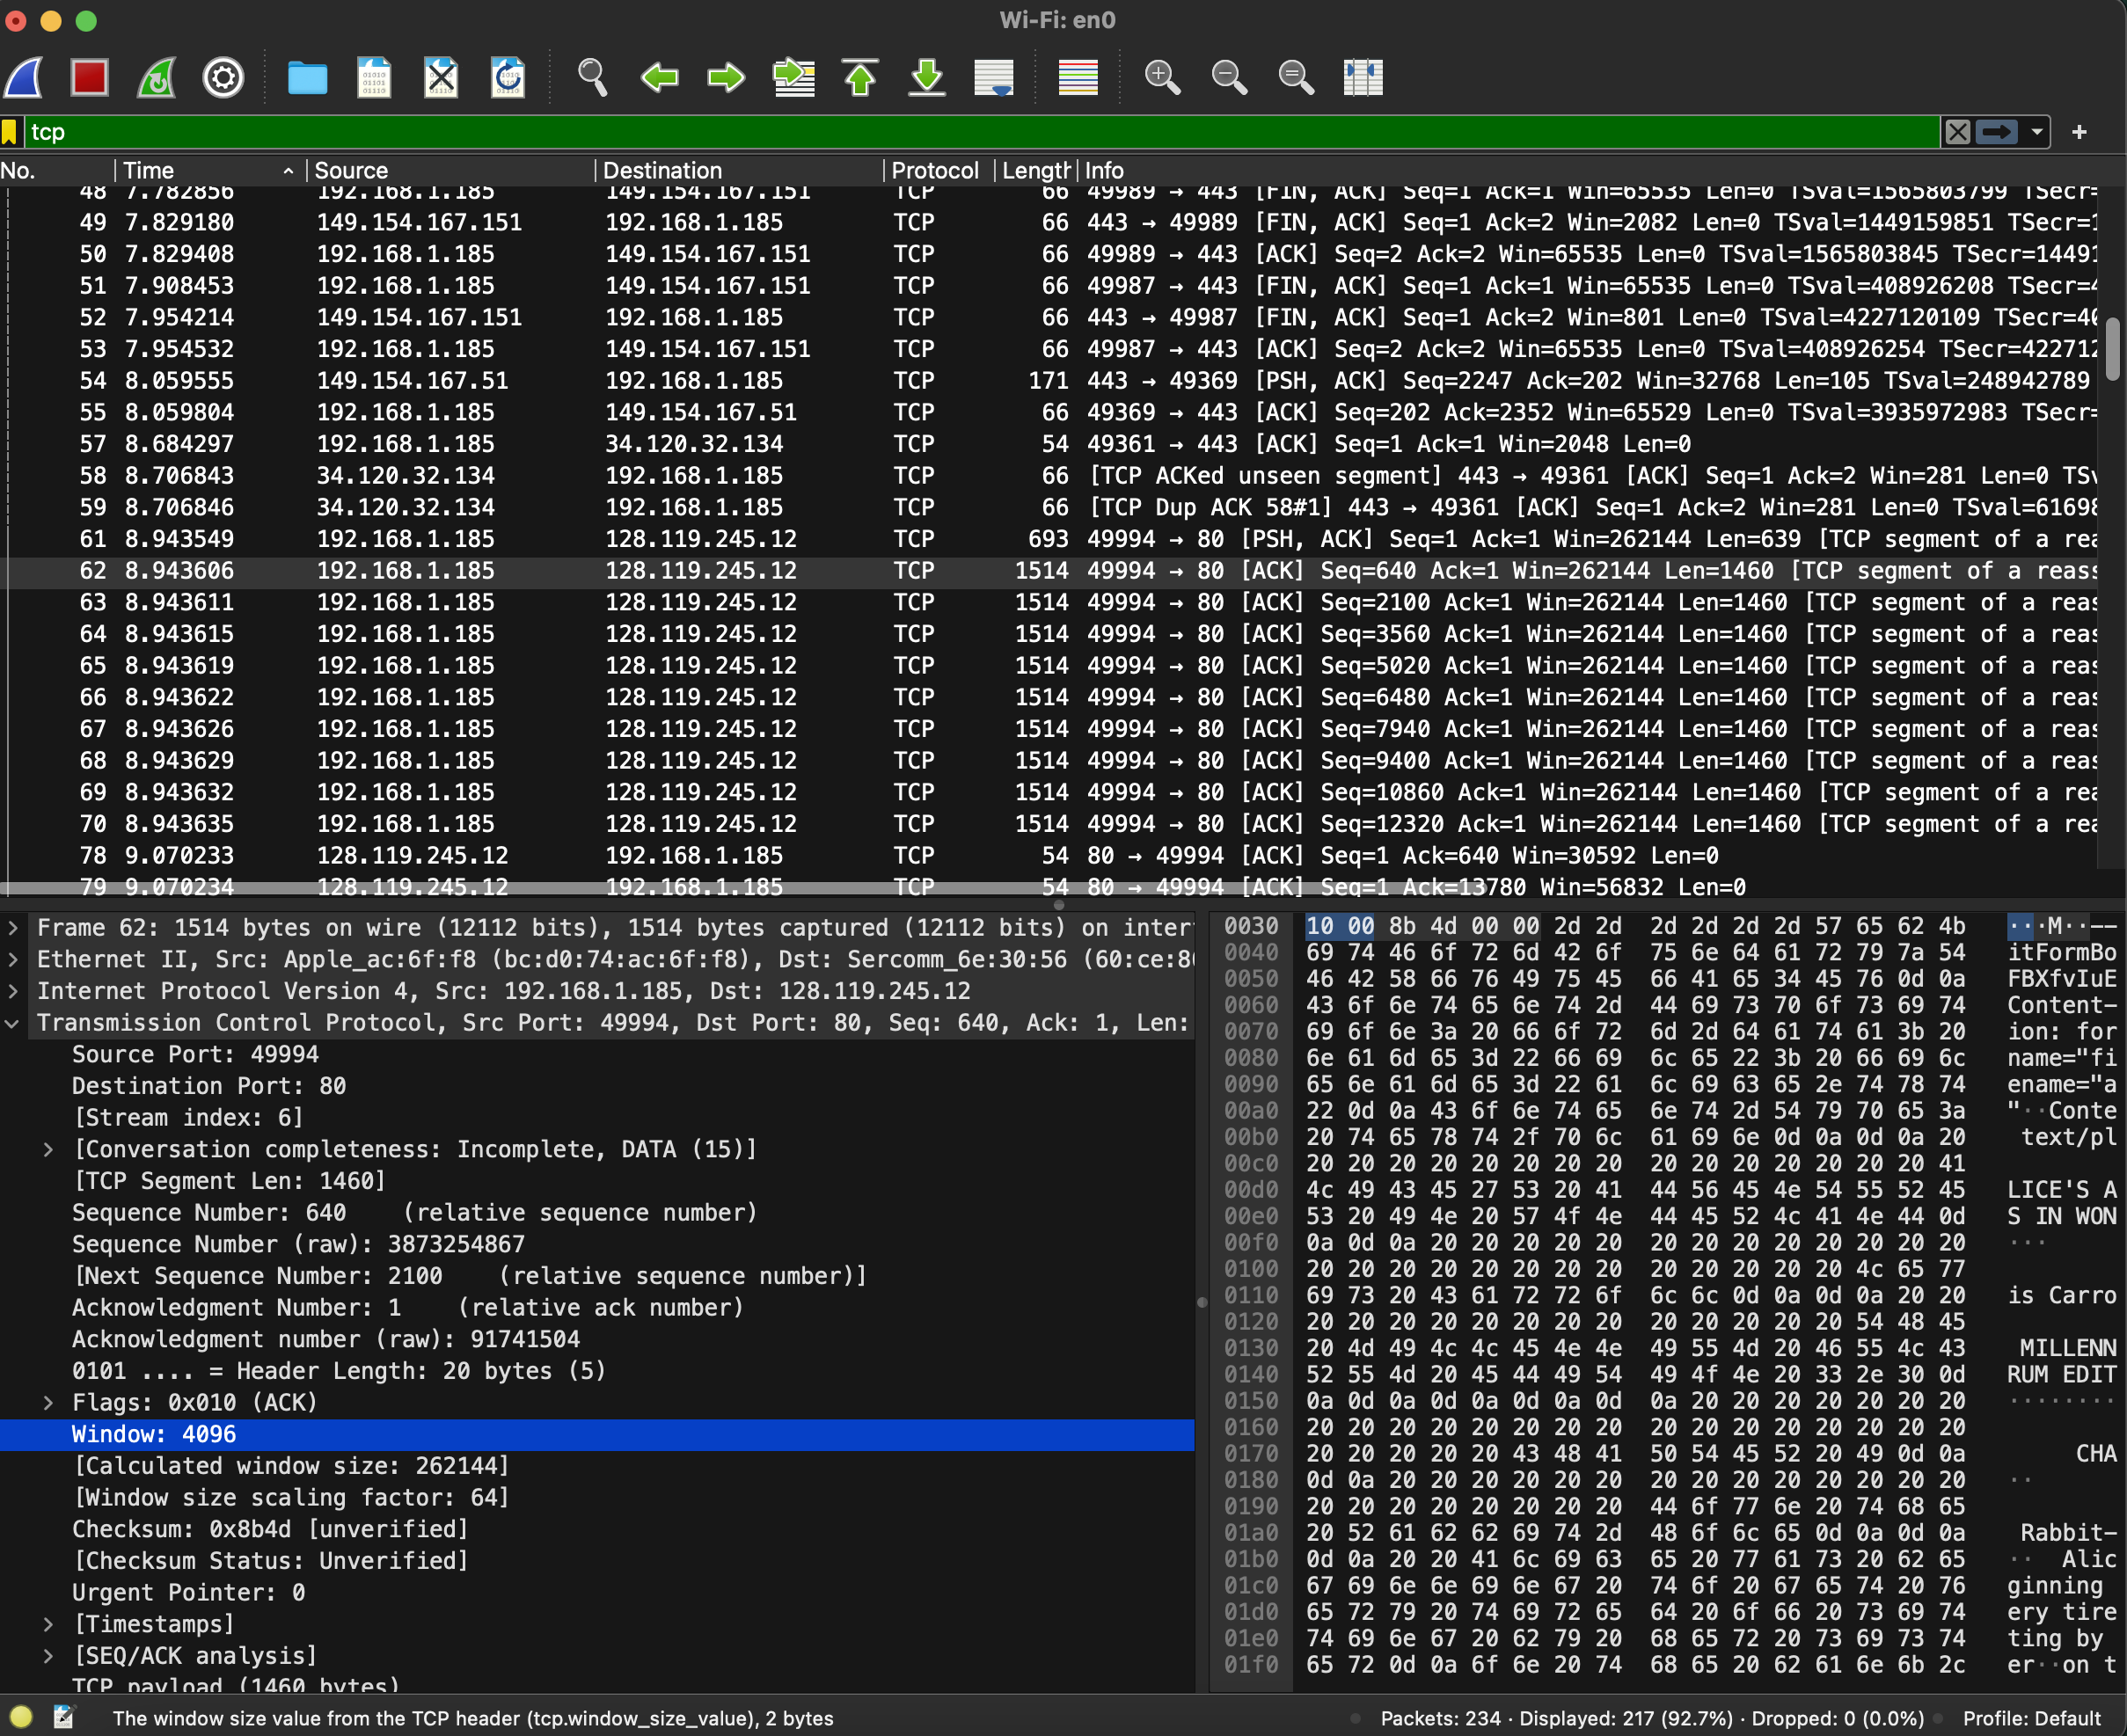 Wi-Fi: en0
tcp
No. Time Source Destination Protocol Length Info
48 7.782856 192.168.1.185 149.154.167.151 TCP 66 49989 → 443 [FIN, ACK] Seq=1 Ack=1 Win=65535 Len=0 TSval=1565803799 TSecr=
49 7.829180 149.154.167.151 192.168.1.185 TCP 66 443 → 49989 [FIN, ACK] Seq=1 Ack=2 Win=2082 Len=0 TSval=1449159851 TSecr=1
50 7.829408 192.168.1.185 149.154.167.151 TCP 66 49989 → 443 [ACK] Seq=2 Ack=2 Win=65535 Len=0 TSval=1565803845 TSecr=14491
51 7.908453 192.168.1.185 149.154.167.151 TCP 66 49987 → 443 [FIN, ACK] Seq=1 Ack=1 Win=65535 Len=0 TSval=408926208 TSecr=4
52 7.954214 149.154.167.151 192.168.1.185 TCP 66 443 → 49987 [FIN, ACK] Seq=1 Ack=2 Win=801 Len=0 TSval=4227120109 TSecr=40
53 7.954532 192.168.1.185 149.154.167.151 TCP 66 49987 → 443 [ACK] Seq=2 Ack=2 Win=65535 Len=0 TSval=408926254 TSecr=422712
54 8.059555 149.154.167.51 192.168.1.185 TCP 171 443 → 49369 [PSH, ACK] Seq=2247 Ack=202 Win=32768 Len=105 TSval=248942789
55 8.059804 192.168.1.185 149.154.167.51 TCP 66 49369 → 443 [ACK] Seq=202 Ack=2352 Win=65529 Len=0 TSval=3935972983 TSecr=
57 8.684297 192.168.1.185 34.120.32.134 TCP 54 49361 → 443 [ACK] Seq=1 Ack=1 Win=2048 Len=0
58 8.706843 34.120.32.134 192.168.1.185 TCP 66 [TCP ACKed unseen segment] 443 → 49361 [ACK] Seq=1 Ack=2 Win=281 Len=0 TSv
59 8.706846 34.120.32.134 192.168.1.185 TCP 66 [TCP Dup ACK 58#1] 443 → 49361 [ACK] Seq=1 Ack=2 Win=281 Len=0 TSval=61698
61 8.943549 192.168.1.185 128.119.245.12 TCP 693 49994 → 80 [PSH, ACK] Seq=1 Ack=1 Win=262144 Len=639 [TCP segment of a rea
62 8.943606 192.168.1.185 128.119.245.12 TCP 1514 49994 → 80 [ACK] Seq=640 Ack=1 Win=262144 Len=1460 [TCP segment of a reas
63 8.943611 192.168.1.185 128.119.245.12 TCP 1514 49994 → 80 [ACK] Seq=2100 Ack=1 Win=262144 Len=1460 [TCP segment of a reas
64 8.943615 192.168.1.185 128.119.245.12 TCP 1514 49994 → 80 [ACK] Seq=3560 Ack=1 Win=262144 Len=1460 [TCP segment of a reas
65 8.943619 192.168.1.185 128.119.245.12 TCP 1514 49994 → 80 [ACK] Seq=5020 Ack=1 Win=262144 Len=1460 [TCP segment of a reas
66 8.943622 192.168.1.185 128.119.245.12 TCP 1514 49994 → 80 [ACK] Seq=6480 Ack=1 Win=262144 Len=1460 [TCP segment of a reas
67 8.943626 192.168.1.185 128.119.245.12 TCP 1514 49994 → 80 [ACK] Seq=7940 Ack=1 Win=262144 Len=1460 [TCP segment of a reas
68 8.943629 192.168.1.185 128.119.245.12 TCP 1514 49994 → 80 [ACK] Seq=9400 Ack=1 Win=262144 Len=1460 [TCP segment of a reas
69 8.943632 192.168.1.185 128.119.245.12 TCP 1514 49994 → 80 [ACK] Seq=10860 Ack=1 Win=262144 Len=1460 [TCP segment of a rea
70 8.943635 192.168.1.185 128.119.245.12 TCP 1514 49994 → 80 [ACK] Seq=12320 Ack=1 Win=262144 Len=1460 [TCP segment of a rea
78 9.070233 128.119.245.12 192.168.1.185 TCP 54 80 → 49994 [ACK] Seq=1 Ack=640 Win=30592 Len=0
79 9.070234 128.119.245.12 192.168.1.185 TCP 54 80 → 49994 [ACK] Seq=1 Ack=13780 Win=56832 Len=0
Frame 62: 1514 bytes on wire (12112 bits), 1514 bytes captured (12112 bits) on inter
Ethernet II, Src: Apple_ac:6f:f8 (bc:d0:74:ac:6f:f8), Dst: Sercomm_6e:30:56 (60:ce:86
Internet Protocol Version 4, Src: 192.168.1.185, Dst: 128.119.245.12
Transmission Control Protocol, Src Port: 49994, Dst Port: 80, Seq: 640, Ack: 1, Len:
Source Port: 49994
Destination Port: 80
[Stream index: 6]
[Conversation completeness: Incomplete, DATA (15)]
[TCP Segment Len: 1460]
Sequence Number: 640 (relative sequence number)
Sequence Number (raw): 3873254867
[Next Sequence Number: 2100 (relative sequence number)]
Acknowledgment Number: 1 (relative ack number)
Acknowledgment number (raw): 91741504
0101 .... = Header Length: 20 bytes (5)
Flags: 0x010 (ACK)
Window: 4096
[Calculated window size: 262144]
[Window size scaling factor: 64]
Checksum: 0x8b4d [unverified]
[Checksum Status: Unverified]
Urgent Pointer: 0
[Timestamps]
[SEQ/ACK analysis]
TCP payload (1460 bytes)
0030 10 00 8b 4d 00 00 2d 2d 2d 2d 2d 2d 57 65 62 4b ···M··--
0040 69 74 46 6f 72 6d 42 6f 75 6e 64 61 72 79 7a 54 itFormBo
0050 46 42 58 66 76 49 75 45 66 41 65 34 45 76 0d 0a FBXfvIuE
0060 43 6f 6e 74 65 6e 74 2d 44 69 73 70 6f 73 69 74 Content-
0070 69 6f 6e 3a 20 66 6f 72 6d 2d 64 61 74 61 3b 20 ion: for
0080 6e 61 6d 65 3d 22 66 69 6c 65 22 3b 20 66 69 6c name="fi
0090 65 6e 61 6d 65 3d 22 61 6c 69 63 65 2e 74 78 74 ename="a
00a0 22 0d 0a 43 6f 6e 74 65 6e 74 2d 54 79 70 65 3a "··Conte
00b0 20 74 65 78 74 2f 70 6c 61 69 6e 0d 0a 0d 0a 20 text/pl
00c0 20 20 20 20 20 20 20 20 20 20 20 20 20 20 20 41
00d0 4c 49 43 45 27 53 20 41 44 56 45 4e 54 55 52 45 LICE'S A
00e0 53 20 49 4e 20 57 4f 4e 44 45 52 4c 41 4e 44 0d S IN WON
00f0 0a 0d 0a 20 20 20 20 20 20 20 20 20 20 20 20 20 ···
0100 20 20 20 20 20 20 20 20 20 20 20 20 20 4c 65 77
0110 69 73 20 43 61 72 72 6f 6c 6c 0d 0a 0d 0a 20 20 is Carro
0120 20 20 20 20 20 20 20 20 20 20 20 20 20 54 48 45
0130 20 4d 49 4c 4c 45 4e 4e 49 55 4d 20 46 55 4c 43 MILLENN
0140 52 55 4d 20 45 44 49 54 49 4f 4e 20 33 2e 30 0d RUM EDIT
0150 0a 0d 0a 0d 0a 0d 0a 0d 0a 20 20 20 20 20 20 20 ········
0160 20 20 20 20 20 20 20 20 20 20 20 20 20 20 20 20
0170 20 20 20 20 20 43 48 41 50 54 45 52 20 49 0d 0a CHA
0180 0d 0a 20 20 20 20 20 20 20 20 20 20 20 20 20 20 ··
0190 20 20 20 20 20 20 20 20 44 6f 77 6e 20 74 68 65
01a0 20 52 61 62 62 69 74 2d 48 6f 6c 65 0d 0a 0d 0a Rabbit-
01b0 0d 0a 20 20 41 6c 69 63 65 20 77 61 73 20 62 65 ·· Alic
01c0 67 69 6e 6e 69 6e 67 20 74 6f 20 67 65 74 20 76 ginning
01d0 65 72 79 20 74 69 72 65 64 20 6f 66 20 73 69 74 ery tire
01e0 74 69 6e 67 20 62 79 20 68 65 72 20 73 69 73 74 ting by
01f0 65 72 0d 0a 6f 6e 20 74 68 65 20 62 61 6e 6b 2c er··on t
The window size value from the TCP header (tcp.window_size_value), 2 bytes
Packets: 234 · Displayed: 217 (92.7%) · Dropped: 0 (0.0%)
Profile: Default